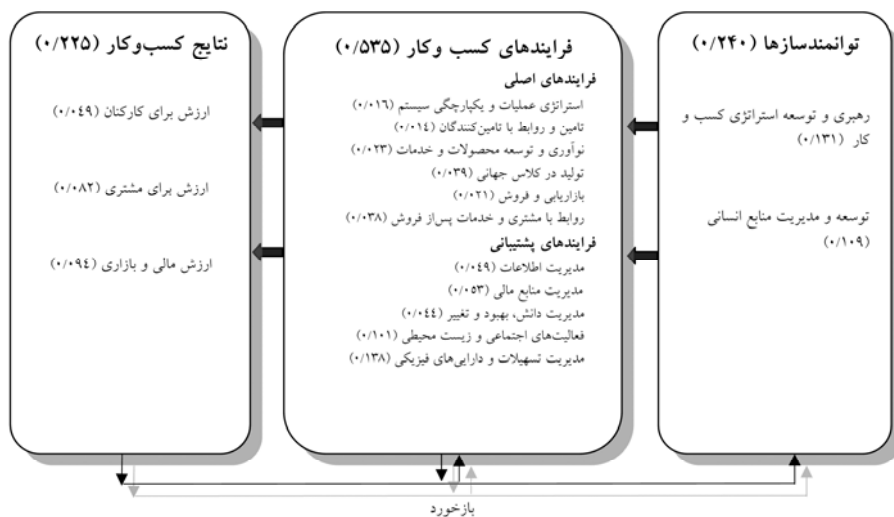 توانمندسازها (۰/۲۴۰)
رهبری و توسعه استراتژی کسب و
کار (۰/۱۳۱)
توسعه و مدیریت منابع انسانی
(۰/۱۰۹)
فرایندهای کسب وکار (۰/۵۳۵)
فرایندهای اصلی
استراتژی عملیات و یکپارچگی سیستم (۰/۰۱۶)
تامین و روابط با تامین‌کنندگان (۰/۰۱۴)
نوآوری و توسعه محصولات و خدمات (۰/۰۲۳)
تولید در کلاس جهانی (۰/۰۳۹)
بازاریابی و فروش (۰/۰۲۱)
روابط با مشتری و خدمات پس‌از فروش (۰/۰۳۸)
فرایندهای پشتیبانی
مدیریت اطلاعات (۰/۰۴۹)
مدیریت منابع مالی (۰/۰۵۳)
مدیریت دانش، بهبود و تغییر (۰/۰۴۴)
فعالیت‌های اجتماعی و زیست محیطی (۰/۱۰۱)
مدیریت تسهیلات و دارایی‌های فیزیکی (۰/۱۳۸)
نتایج کسب‌وکار (۰/۲۲۵)
ارزش برای کارکنان (۰/۰۴۹)
ارزش برای مشتری (۰/۰۸۲)
ارزش مالی و بازاری (۰/۰۹۴)
بازخورد